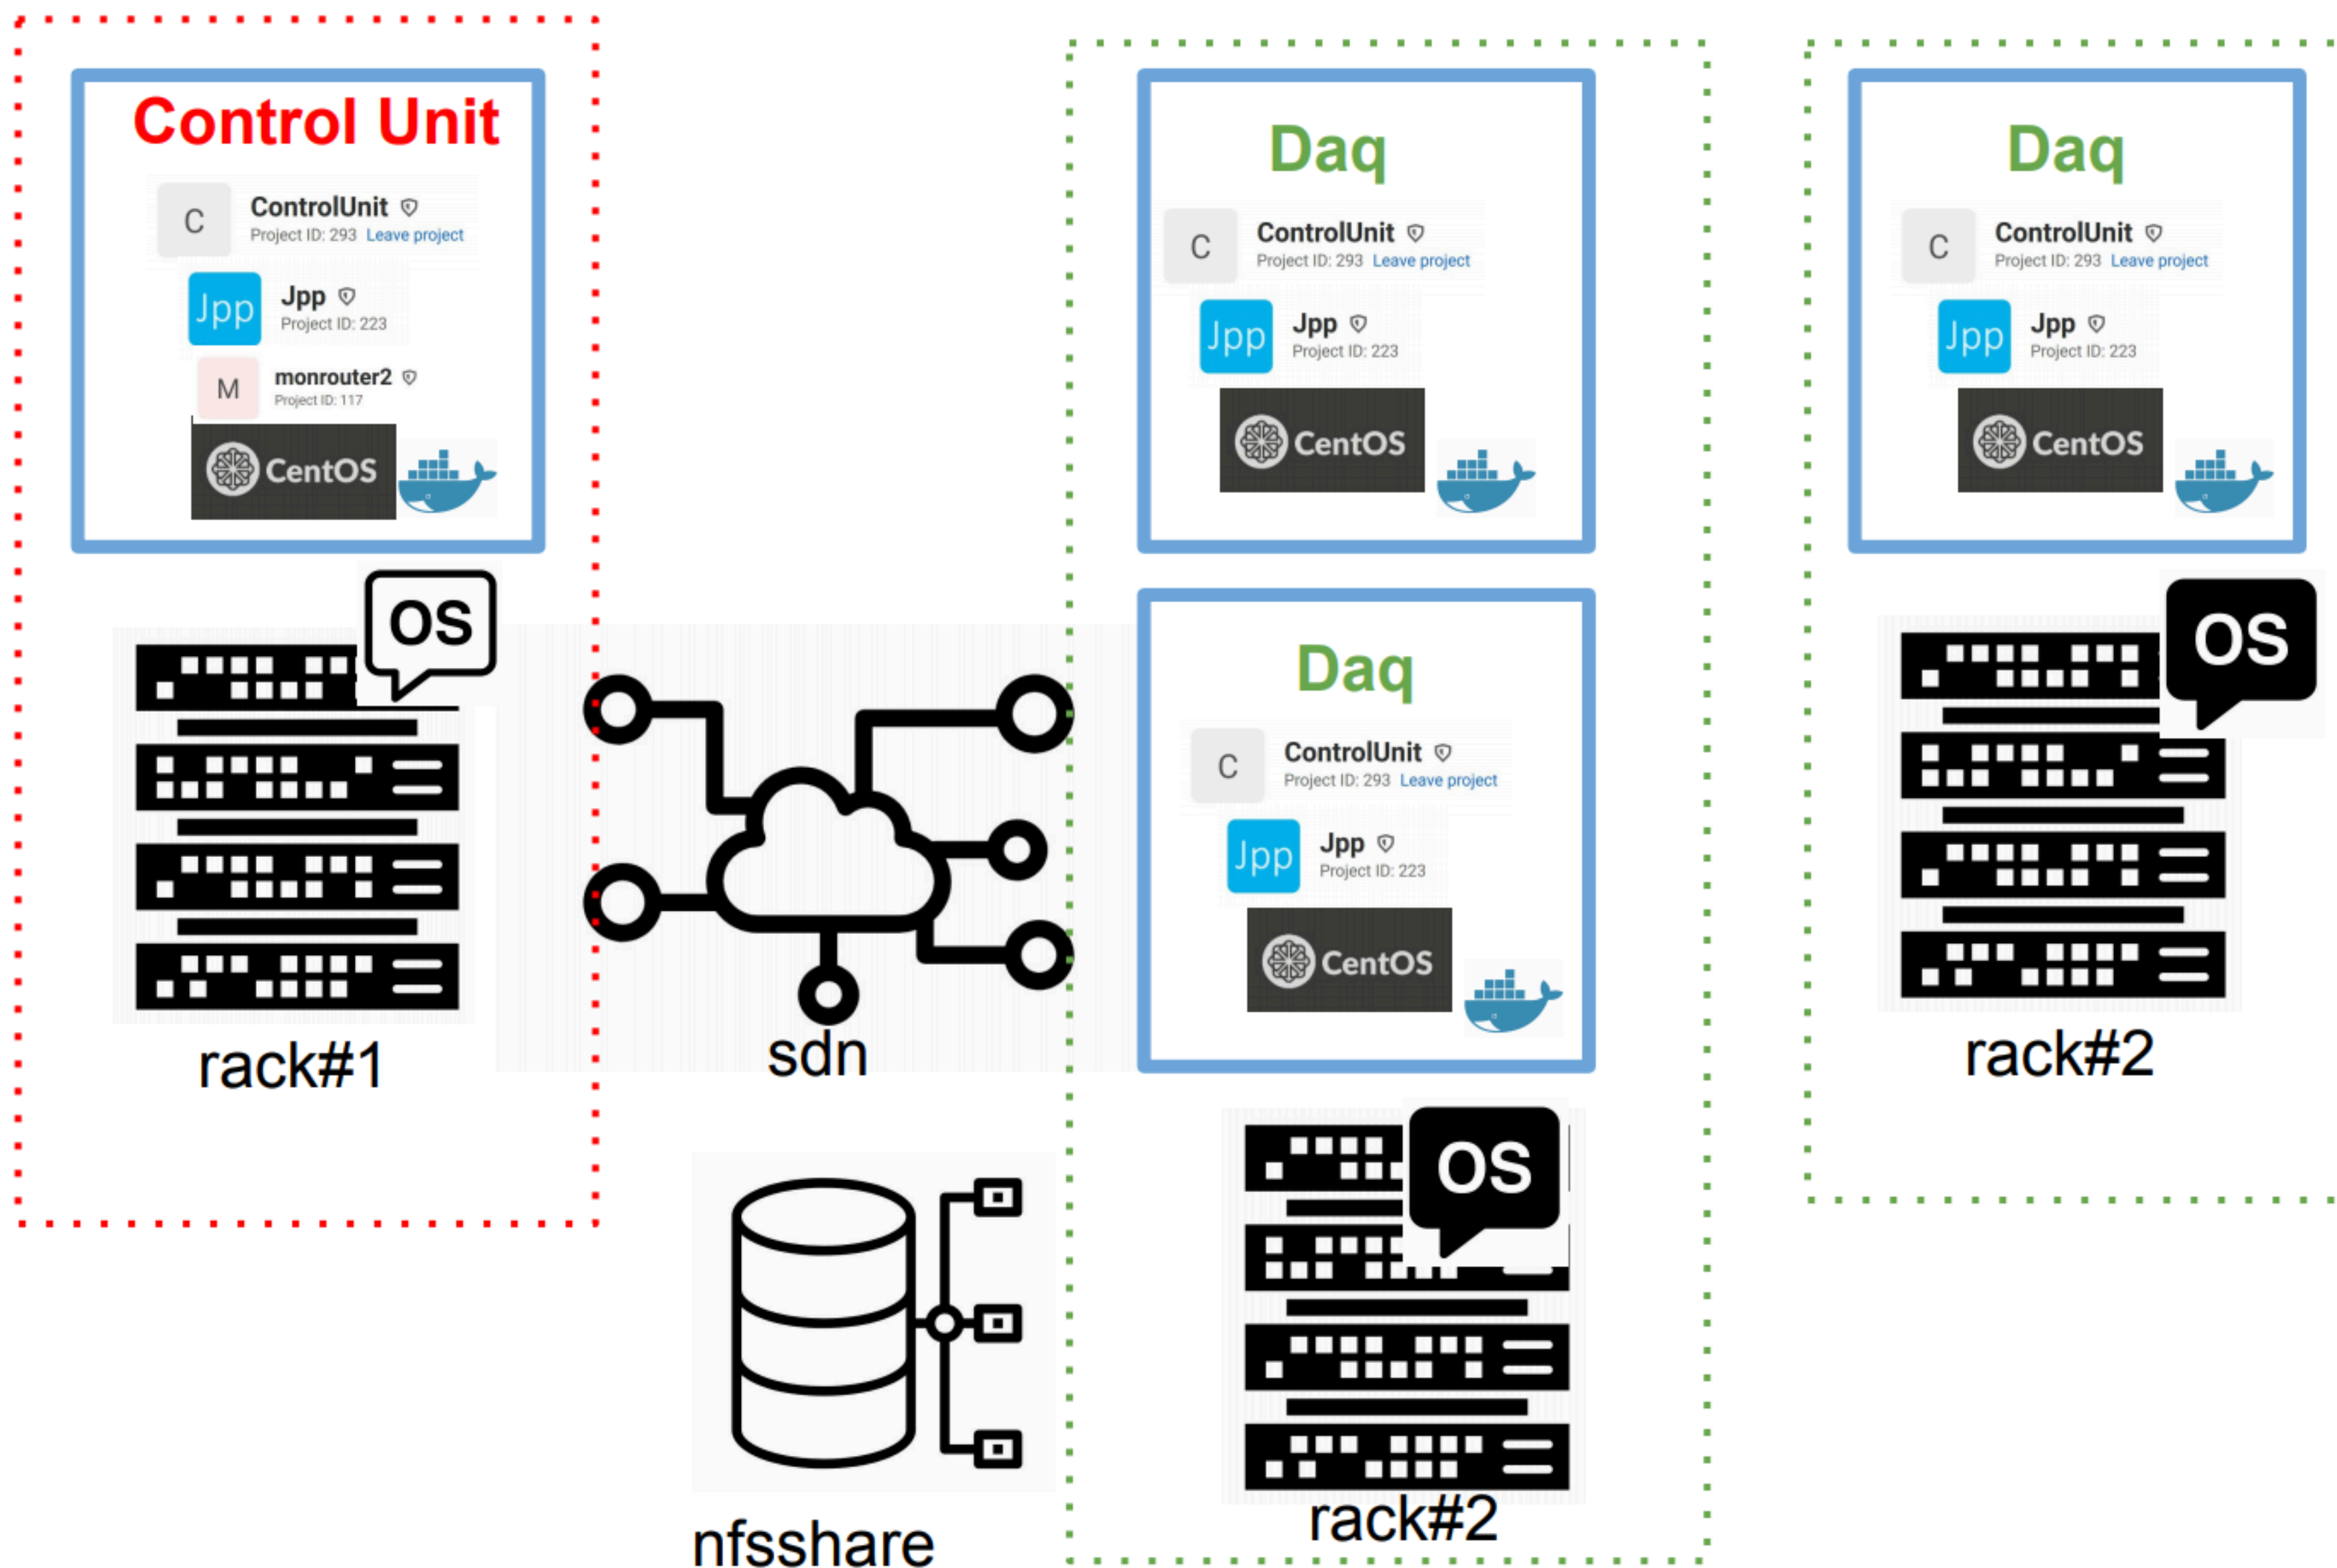 Control Unit
C
ControlUnit
Project ID: 293 Leave project
Jpp
Jpp
Project ID: 223
M
monrouter2
Project ID: 117
CentOS
OS
rack#1
sdn
nfsshare
Daq
C
ControlUnit
Project ID: 293 Leave project
Jpp
Jpp
Project ID: 223
CentOS
Daq
C
ControlUnit
Project ID: 293 Leave project
Jpp
Jpp
Project ID: 223
CentOS
OS
rack#2
Daq
C
ControlUnit
Project ID: 293 Leave project
Jpp
Jpp
Project ID: 223
CentOS
OS
rack#2